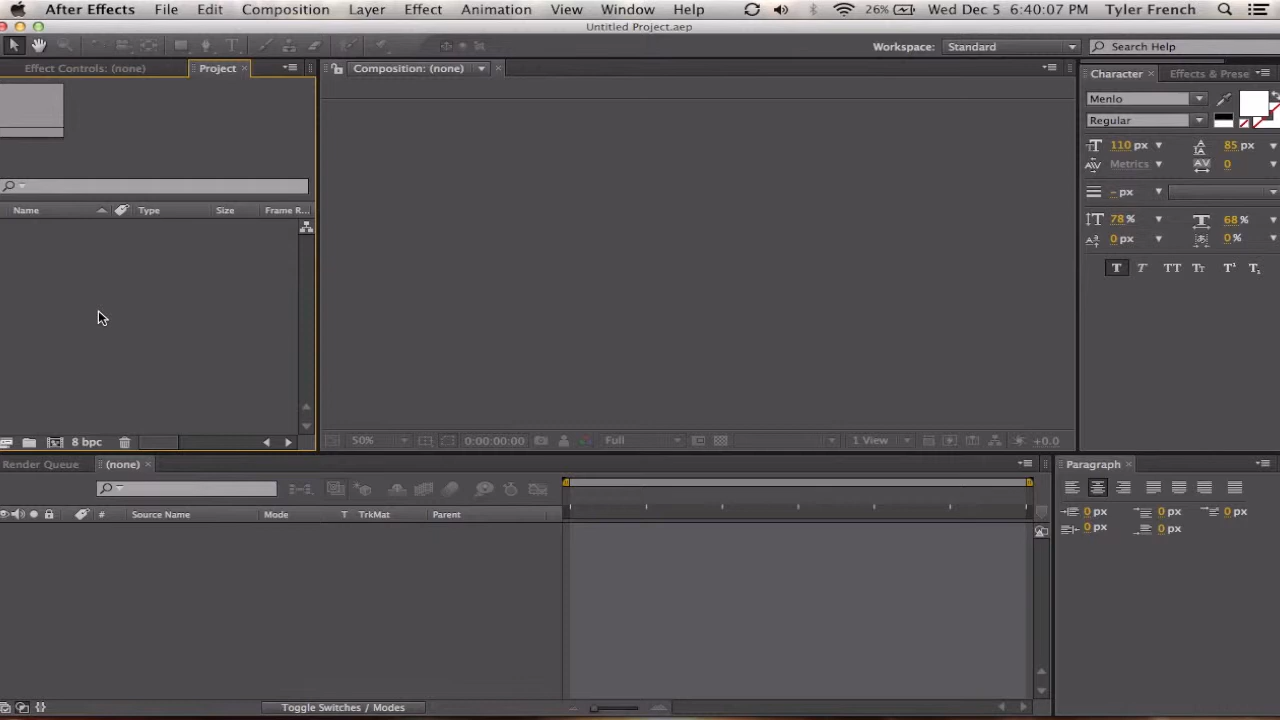 After Effects File Edit Composition Layer Effect Animation View Window Help 26% Wed Dec 5 6:40:07 PM Tyler French
Untitled Project.aep
Workspace: Standard Search Help
Effect Controls: (none) Project Composition: (none) Character Effects & Prese
Menlo
Regular
110 px 85 px
Metrics 0
- px
Name Type Size Frame R...
78% 68%
0 px 0%
T T TT Tt T¹ T₁
8 bpc 50% 0:00:00:00 Full 1 View +0.0
Render Queue (none) Paragraph
# Source Name Mode T TrkMat Parent
0 px 0 px 0 px
0 px 0 px
Toggle Switches / Modes